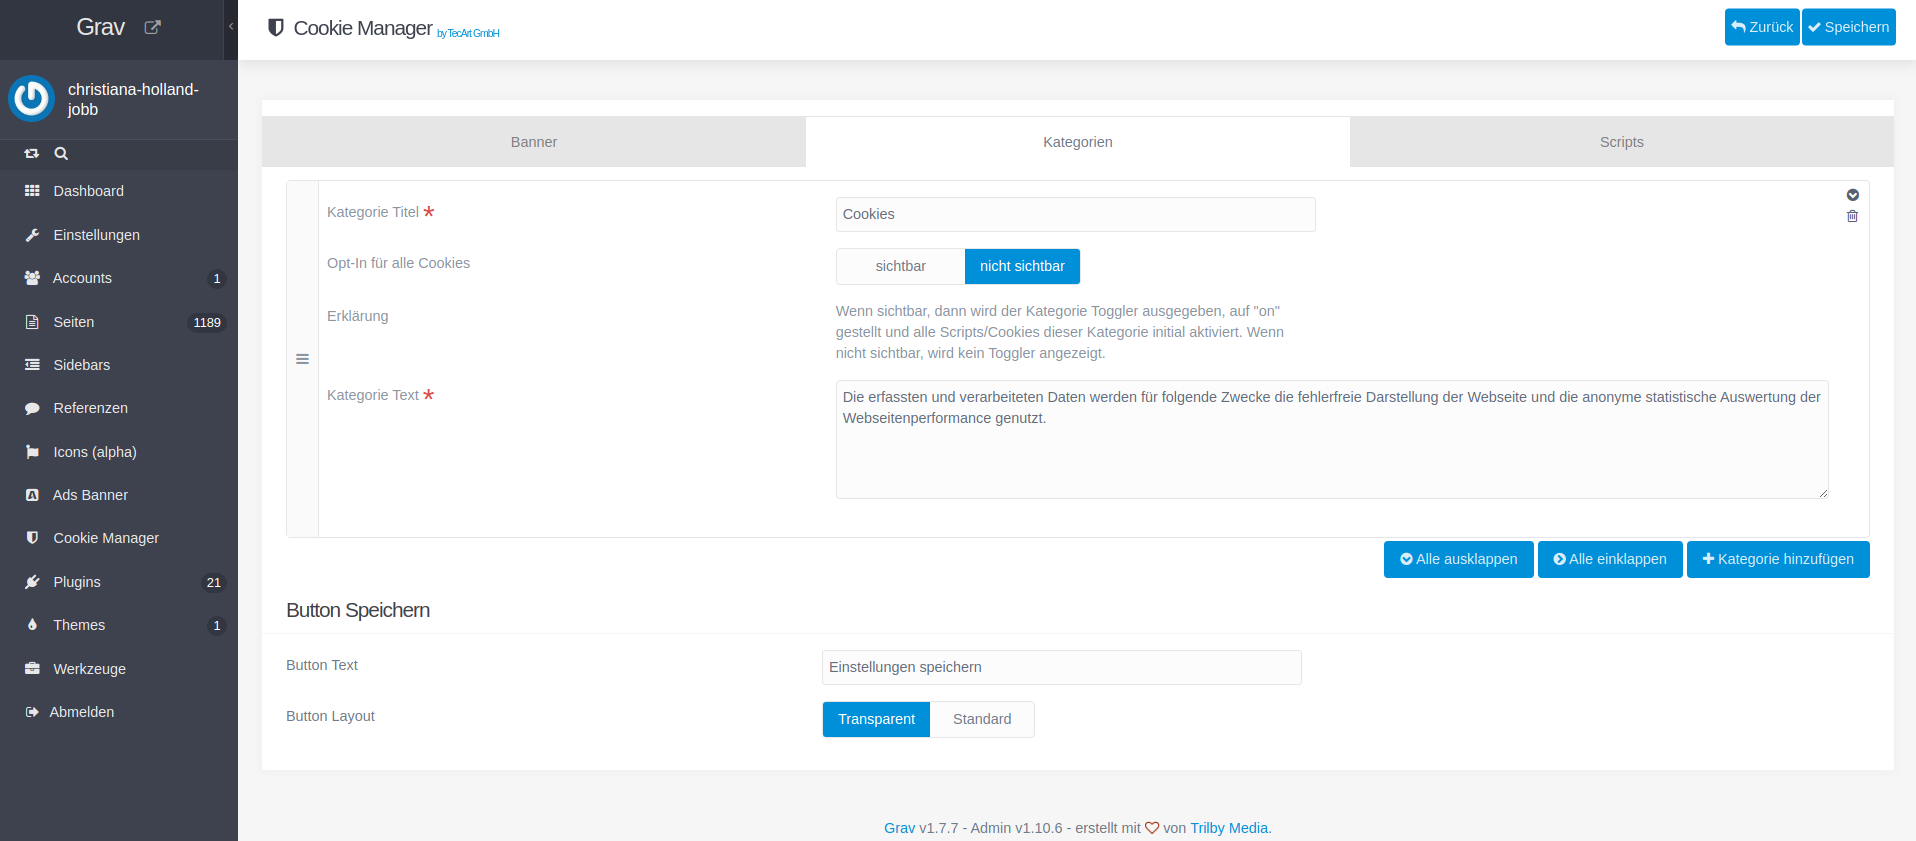 Grav
Cookie Manager by TecArt GmbH
Zurück
Speichern
christiana-holland-
jobb
Dashboard
Einstellungen
Accounts 1
Seiten 1189
Sidebars
Referenzen
Icons (alpha)
Ads Banner
Cookie Manager
Plugins 21
Themes 1
Werkzeuge
Abmelden
Banner
Kategorien
Scripts
Kategorie Titel *
Cookies
Opt-In für alle Cookies
sichtbar
nicht sichtbar
Erklärung
Wenn sichtbar, dann wird der Kategorie Toggler ausgegeben, auf "on"
gestellt und alle Scripts/Cookies dieser Kategorie initial aktiviert. Wenn
nicht sichtbar, wird kein Toggler angezeigt.
Kategorie Text *
Die erfassten und verarbeiteten Daten werden für folgende Zwecke die fehlerfreie Darstellung der Webseite und die anonyme statistische Auswertung der
Webseitenperformance genutzt.
Alle ausklappen
Alle einklappen
Kategorie hinzufügen
Button Speichern
Button Text
Einstellungen speichern
Button Layout
Transparent
Standard
Grav v1.7.7 - Admin v1.10.6 - erstellt mit von Trilby Media.